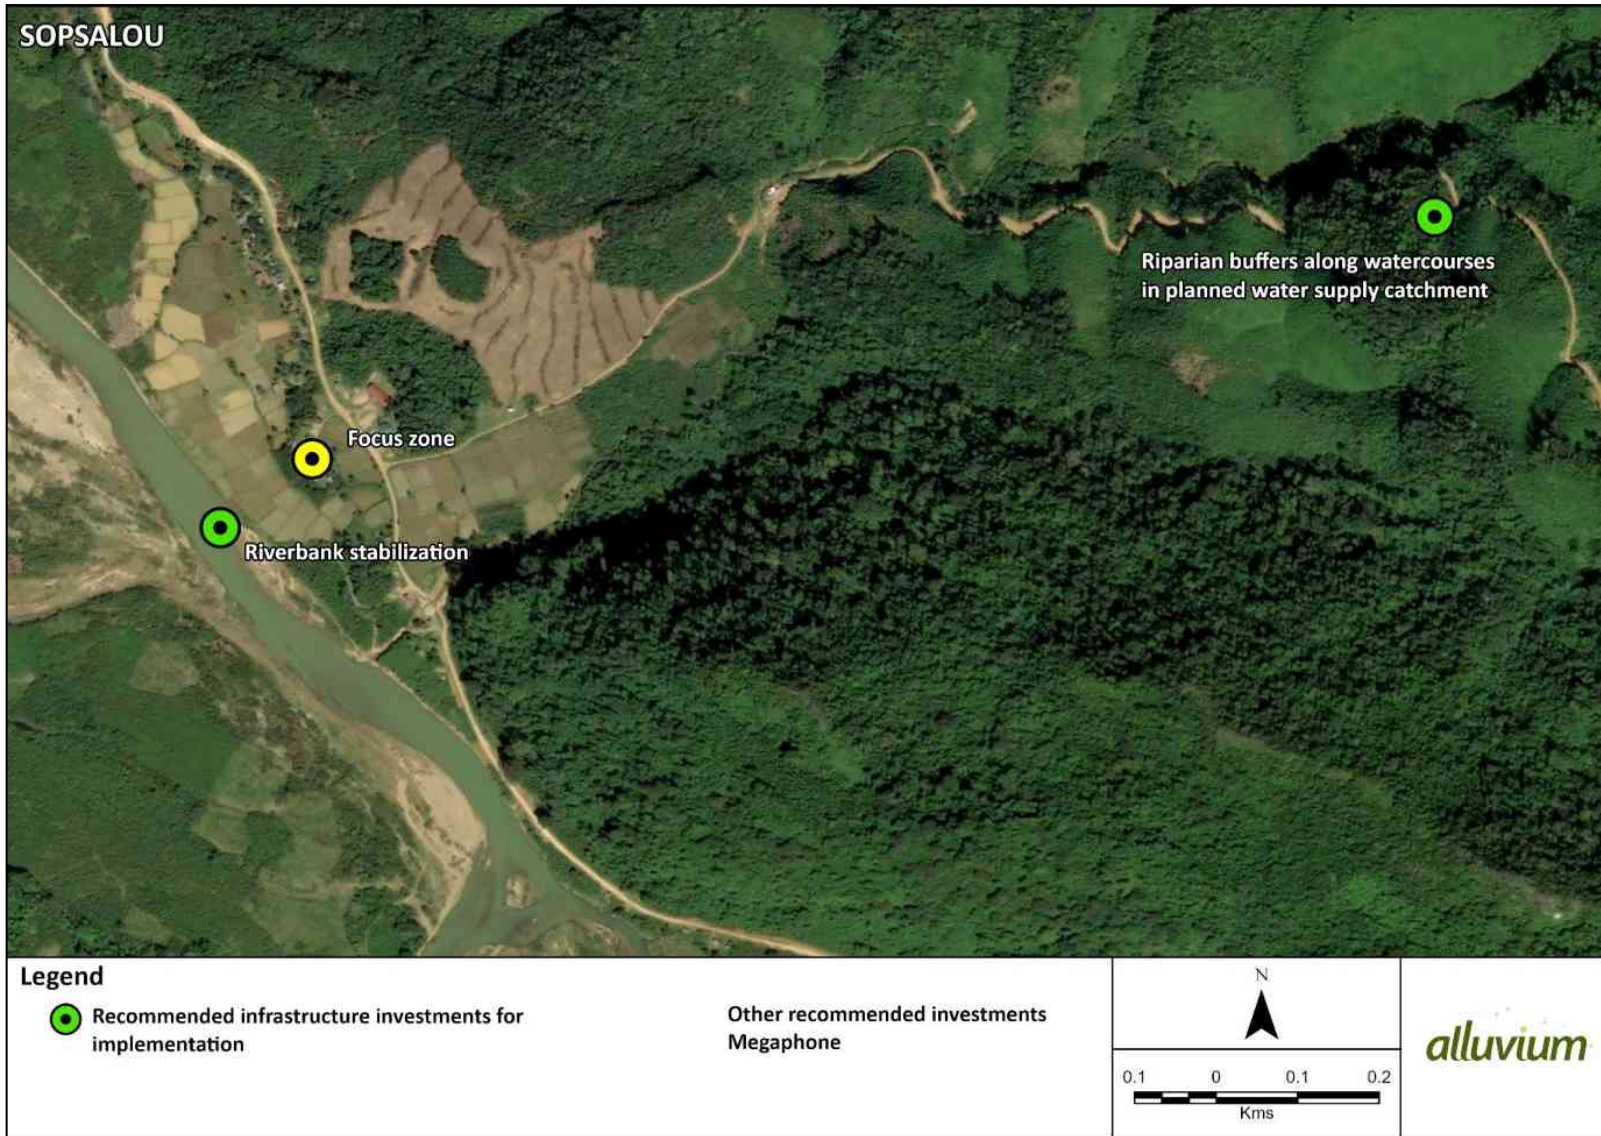 SOPSALOU
Riparian buffers along watercourses
in planned water supply catchment
Focus zone
Riverbank stabilization
Legend
Recommended infrastructure investments for
implementation
Other recommended investments
Megaphone
N
0.1 0 0.1 0.2
Kms
alluvium